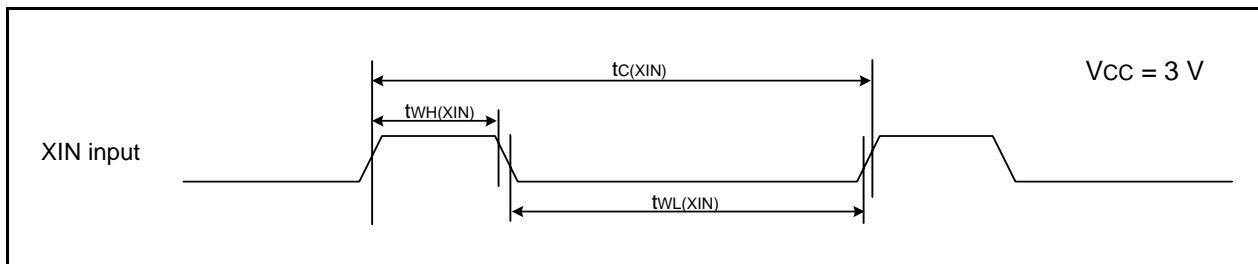 tC(XIN)
VCC = 3 V
tWH(XIN)
XIN input
tWL(XIN)